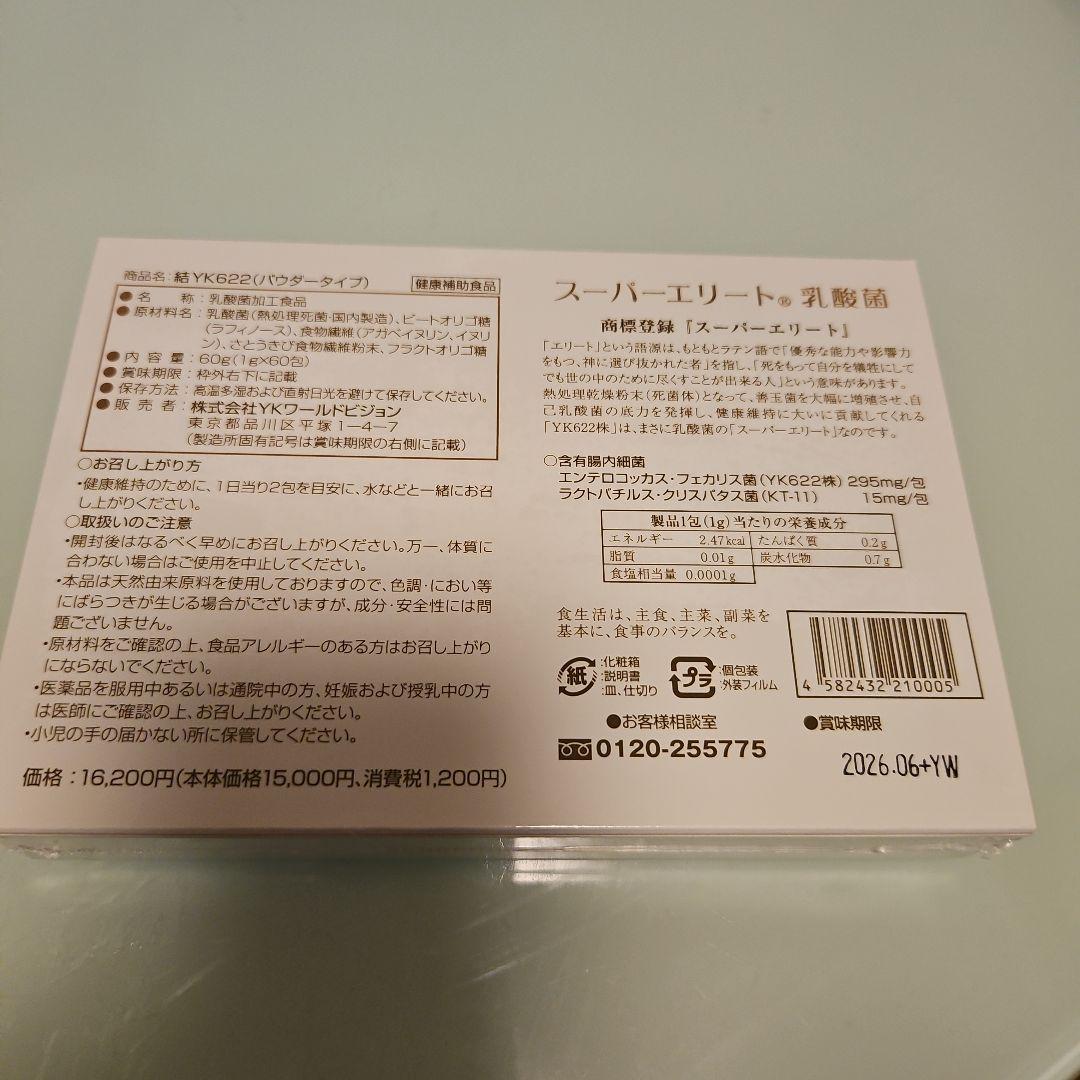 商品名：結 YK622（パウダータイプ）
健康補助食品
●名　　称：乳酸菌加工食品
●原材料名：乳酸菌（熱処理死菌・国内製造）、ビートオリゴ糖
（ラフィノース）、食物繊維（アガベイヌリン、イヌリ
ン）、さとうきび食物繊維粉末、フラクトオリゴ糖
●内 容 量：60g（1g×60包）
●賞味期限：枠外右下に記載
●保存方法：高温多湿および直射日光を避けて保存してください。
●販 売 者：株式会社YKワールドビジョン
東京都品川区平塚1－4－7
（製造所固有記号は賞味期限の右側に記載）
○お召し上がり方
・健康維持のために、1日当り2包を目安に、水などと一緒にお召
し上がりください。
○取扱いのご注意
・開封後はなるべく早めにお召し上がりください。万一、体質に
合わない場合はご使用を中止してください。
・本品は天然由来原料を使用しておりますので、色調・におい等
にばらつきが生じる場合がございますが、成分・安全性には問
題ございません。
・原材料をご確認の上、食品アレルギーのある方はお召し上がり
にならないでください。
・医薬品を服用中あるいは通院中の方、妊娠および授乳中の方
は医師にご確認の上、お召し上がりください。
・小児の手の届かない所に保管してください。
価格：16,200円（本体価格15,000円、消費税1,200円）
スーパーエリート® 乳酸菌
商標登録『スーパーエリート』
「エリート」という語源は、もともとラテン語で「優秀な能力や影響力
をもつ、神に選び抜かれた者」を指し、「死をもって自分を犠牲にして
でも世の中のために尽くすことが出来る人」という意味があります。
熱処理乾燥粉末（死菌体）となって、善玉菌を大幅に増殖させ、自
己乳酸菌の底力を発揮し、健康維持に大いに貢献してくれる
「YK622株」は、まさに乳酸菌の「スーパーエリート」なのです。
○含有腸内細菌
エンテロコッカス・フェカリス菌（YK622株） 295mg/包
ラクトバチルス・クリスパタス菌（KT-11） 15mg/包
製品1包（1g）当たりの栄養成分
エネルギー 2.47kcal たんぱく質 0.2g
脂質 0.01g 炭水化物 0.7g
食塩相当量 0.0001g
食生活は、主食、主菜、副菜を
基本に、食事のバランスを。
紙 :化粧箱 :説明書 :皿、仕切り
プラ :個包装 :外装フィルム
4 582432 210005
●お客様相談室
0120-255775
●賞味期限
2026.06+YW